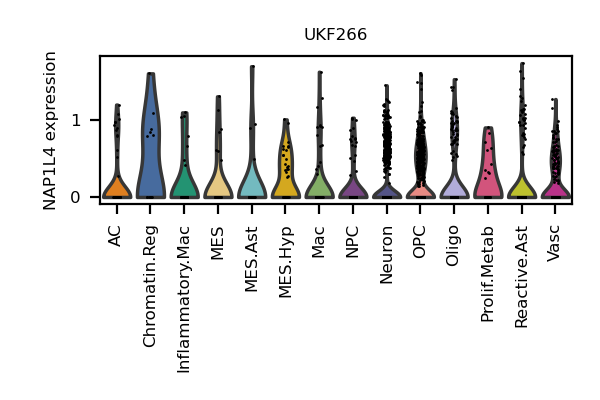 UKF266
NAP1L4 expression
1
0
AC
Chromatin.Reg
Inflammatory.Mac
MES
MES.Ast
MES.Hyp
Mac
NPC
Neuron
OPC
Oligo
Prolif.Metab
Reactive.Ast
Vasc